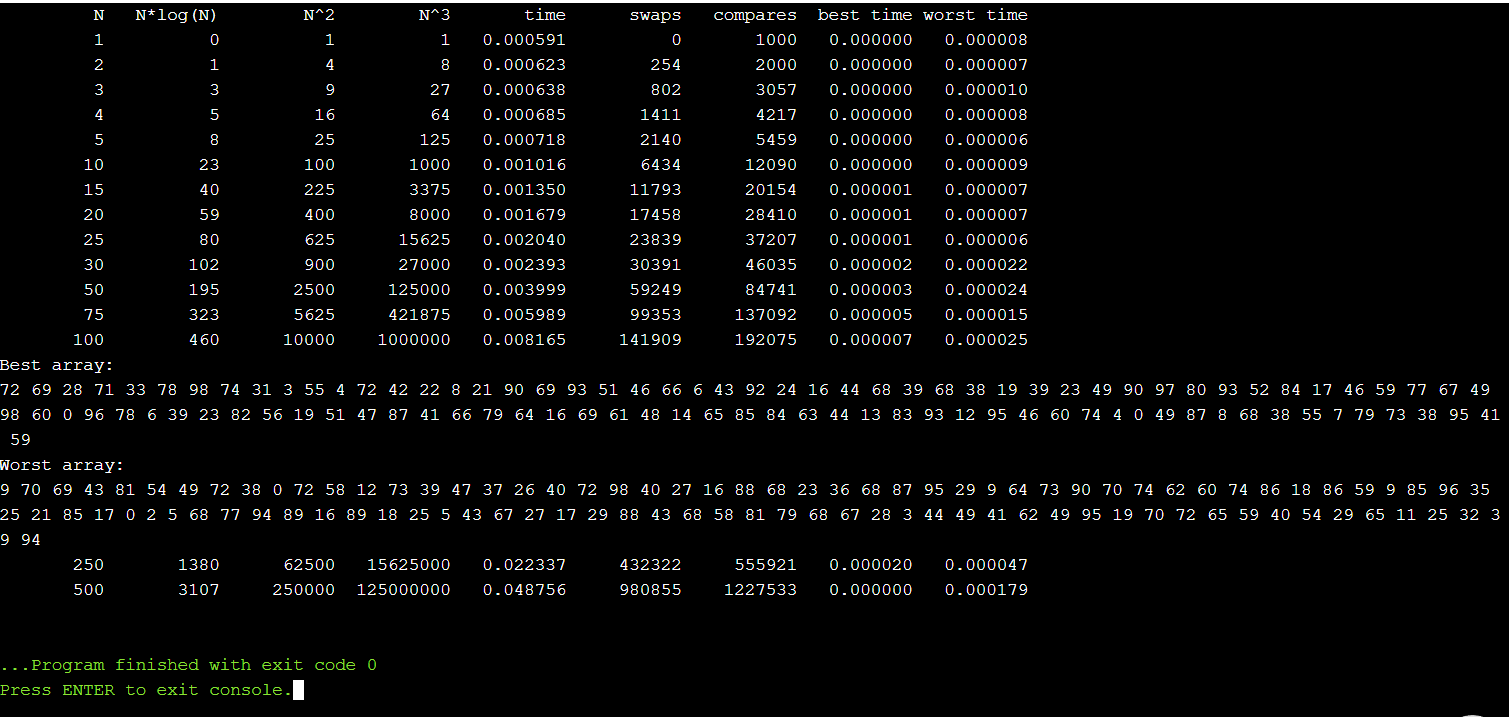 N N*log(N) N^2 N^3 time swaps compares best time worst time
1 0 1 1 0.000591 0 1000 0.000000 0.000008
2 1 4 8 0.000623 254 2000 0.000000 0.000007
3 3 9 27 0.000638 802 3057 0.000000 0.000010
4 5 16 64 0.000685 1411 4217 0.000000 0.000008
5 8 25 125 0.000718 2140 5459 0.000000 0.000006
10 23 100 1000 0.001016 6434 12090 0.000000 0.000009
15 40 225 3375 0.001350 11793 20154 0.000001 0.000007
20 59 400 8000 0.001679 17458 28410 0.000001 0.000007
25 80 625 15625 0.002040 23839 37207 0.000001 0.000006
30 102 900 27000 0.002393 30391 46035 0.000002 0.000022
50 195 2500 125000 0.003999 59249 84741 0.000003 0.000024
75 323 5625 421875 0.005989 99353 137092 0.000005 0.000015
100 460 10000 1000000 0.008165 141909 192075 0.000007 0.000025
Best array:
72 69 28 71 33 78 98 74 31 3 55 4 72 42 22 8 21 90 69 93 51 46 66 6 43 92 24 16 44 68 39 68 38 19 39 23 49 90 97 80 93 52 84 17 46 59 77 67 49
98 60 0 96 78 6 39 23 82 56 19 51 47 87 41 66 79 64 16 69 61 48 14 65 85 84 63 44 13 83 93 12 95 46 60 74 4 0 49 87 8 68 38 55 7 79 73 38 95 41
59
Worst array:
9 70 69 43 81 54 49 72 38 0 72 58 12 73 39 47 37 26 40 72 98 40 27 16 88 68 23 36 68 87 95 29 9 64 73 90 70 74 62 60 74 86 18 86 59 9 85 96 35
25 21 85 17 0 2 5 68 77 94 89 16 89 18 25 5 43 67 27 17 29 88 43 68 58 81 79 68 67 28 3 44 49 41 62 49 95 19 70 72 65 59 40 54 29 65 11 25 32 3
9 94
250 1380 62500 15625000 0.022337 432322 555921 0.000020 0.000047
500 3107 250000 125000000 0.048756 980855 1227533 0.000000 0.000179
...Program finished with exit code 0
Press ENTER to exit console.